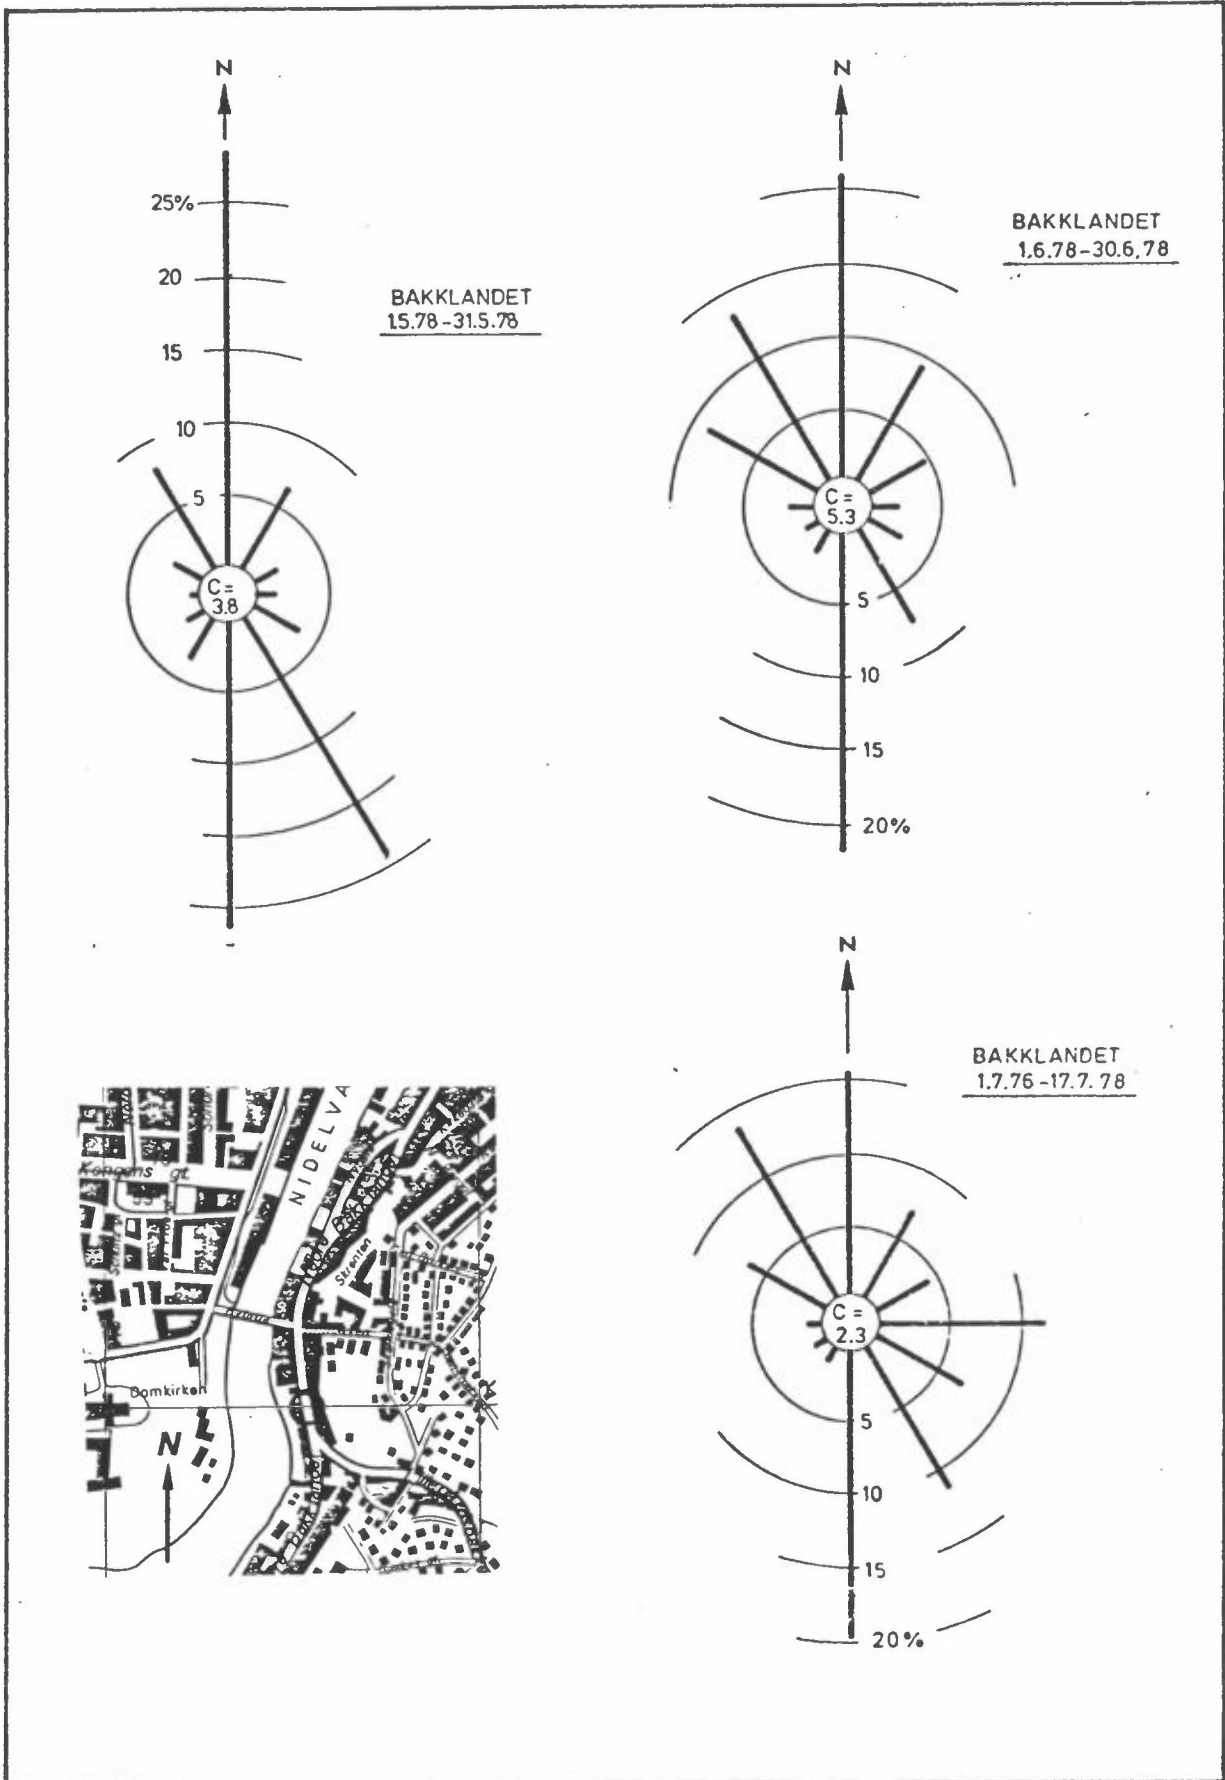 N
25%
20
15
10
5
C =
3.8
BAKKLANDET
1.5.78-31.5.78
N
BAKKLANDET
1.6.78-30.6.78
C =
5.3
5
10
15
20%
N
BAKKLANDET
1.7.76-17.7.78
C =
2.3
5
10
15
20%
NIDELVA
Kongens gt.
Skrenten
Domkirken
N